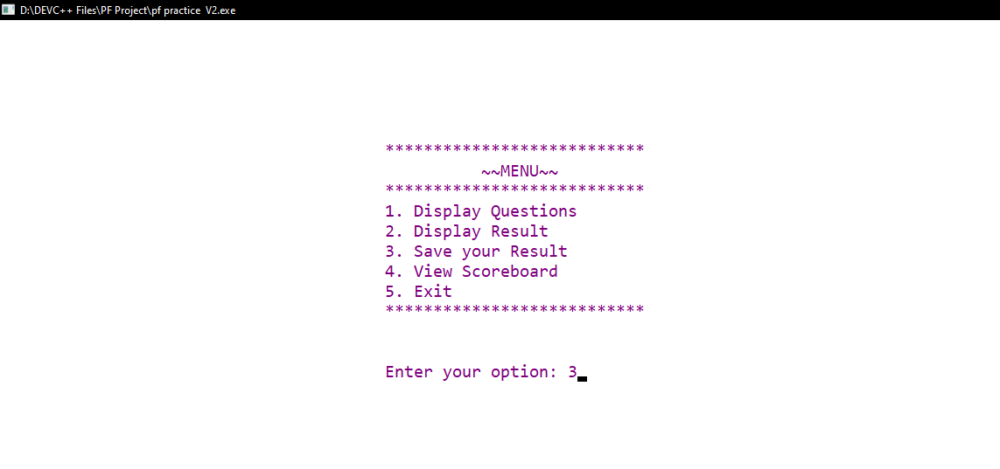 D:\DEVC++ Files\PF Project\pf practice  V2.exe
***************************
~~MENU~~
***************************
1. Display Questions
2. Display Result
3. Save your Result
4. View Scoreboard
5. Exit
***************************
Enter your option: 3